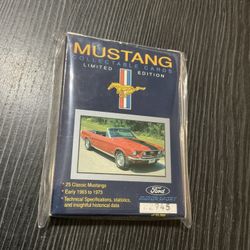 MUSTANG
COLLECTABLE CARDS
LIMITED EDITION
• 25 Classic Mustangs
• Early 1965 to 1973
• Technical Specifications, statistics,
and insightful historical data
Ford